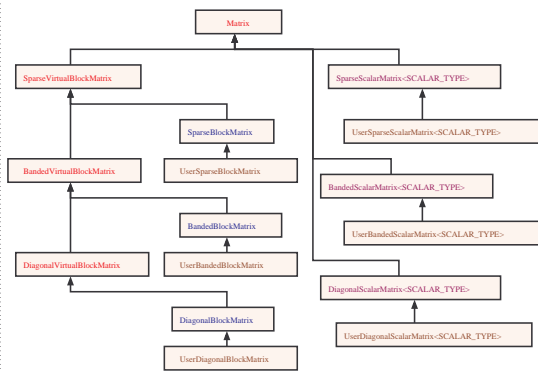 Matrix
SparseVirtualBlockMatrix
SparseScalarMatrix<SCALAR_TYPE>
SparseBlockMatrix
UserSparseScalarMatrix<SCALAR_TYPE>
BandedVirtualBlockMatrix
UserSparseBlockMatrix
BandedScalarMatrix<SCALAR_TYPE>
BandedBlockMatrix
UserBandedScalarMatrix<SCALAR_TYPE>
DiagonalVirtualBlockMatrix
UserBandedBlockMatrix
DiagonalScalarMatrix<SCALAR_TYPE>
DiagonalBlockMatrix
UserDiagonalScalarMatrix<SCALAR_TYPE>
UserDiagonalBlockMatrix